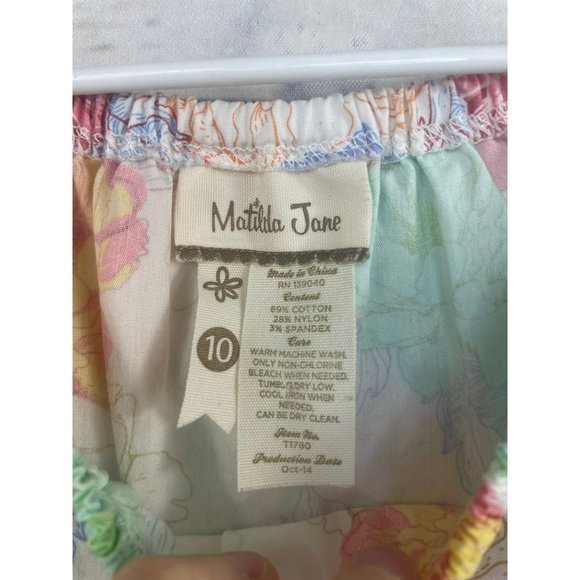 Matilda Jane
10
Made in China
RN 139040
Content
69% COTTON
28% NYLON
3% SPANDEX
Care
WARM MACHINE WASH.
ONLY NON-CHLORINE
BLEACH WHEN NEEDED.
TUMBLE DRY LOW.
COOL IRON WHEN
NEEDED.
CAN BE DRY CLEAN.
Item No.
T1780
Production Date
Oct-14